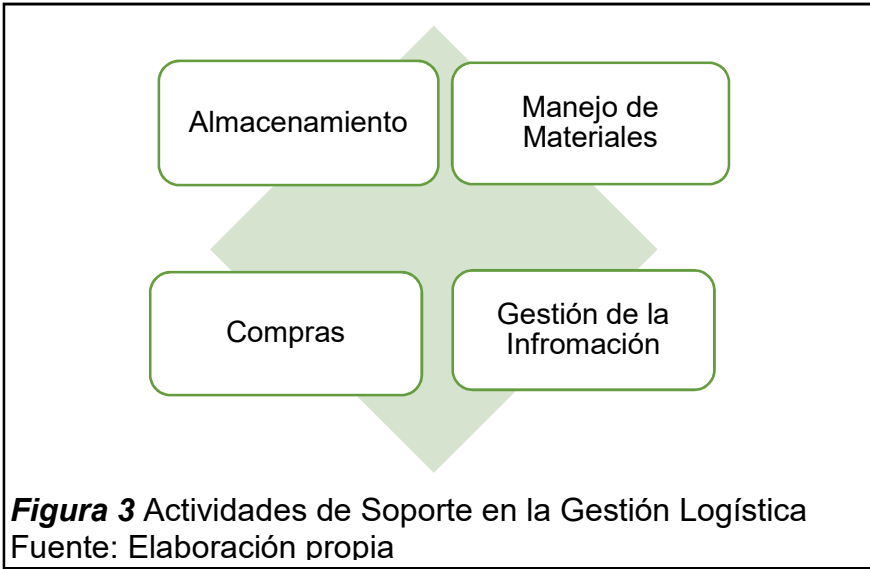 Almacenamiento
Manejo de
Materiales
Compras
Gestión de la
Infromación
Figura 3 Actividades de Soporte en la Gestión Logística
Fuente: Elaboración propia